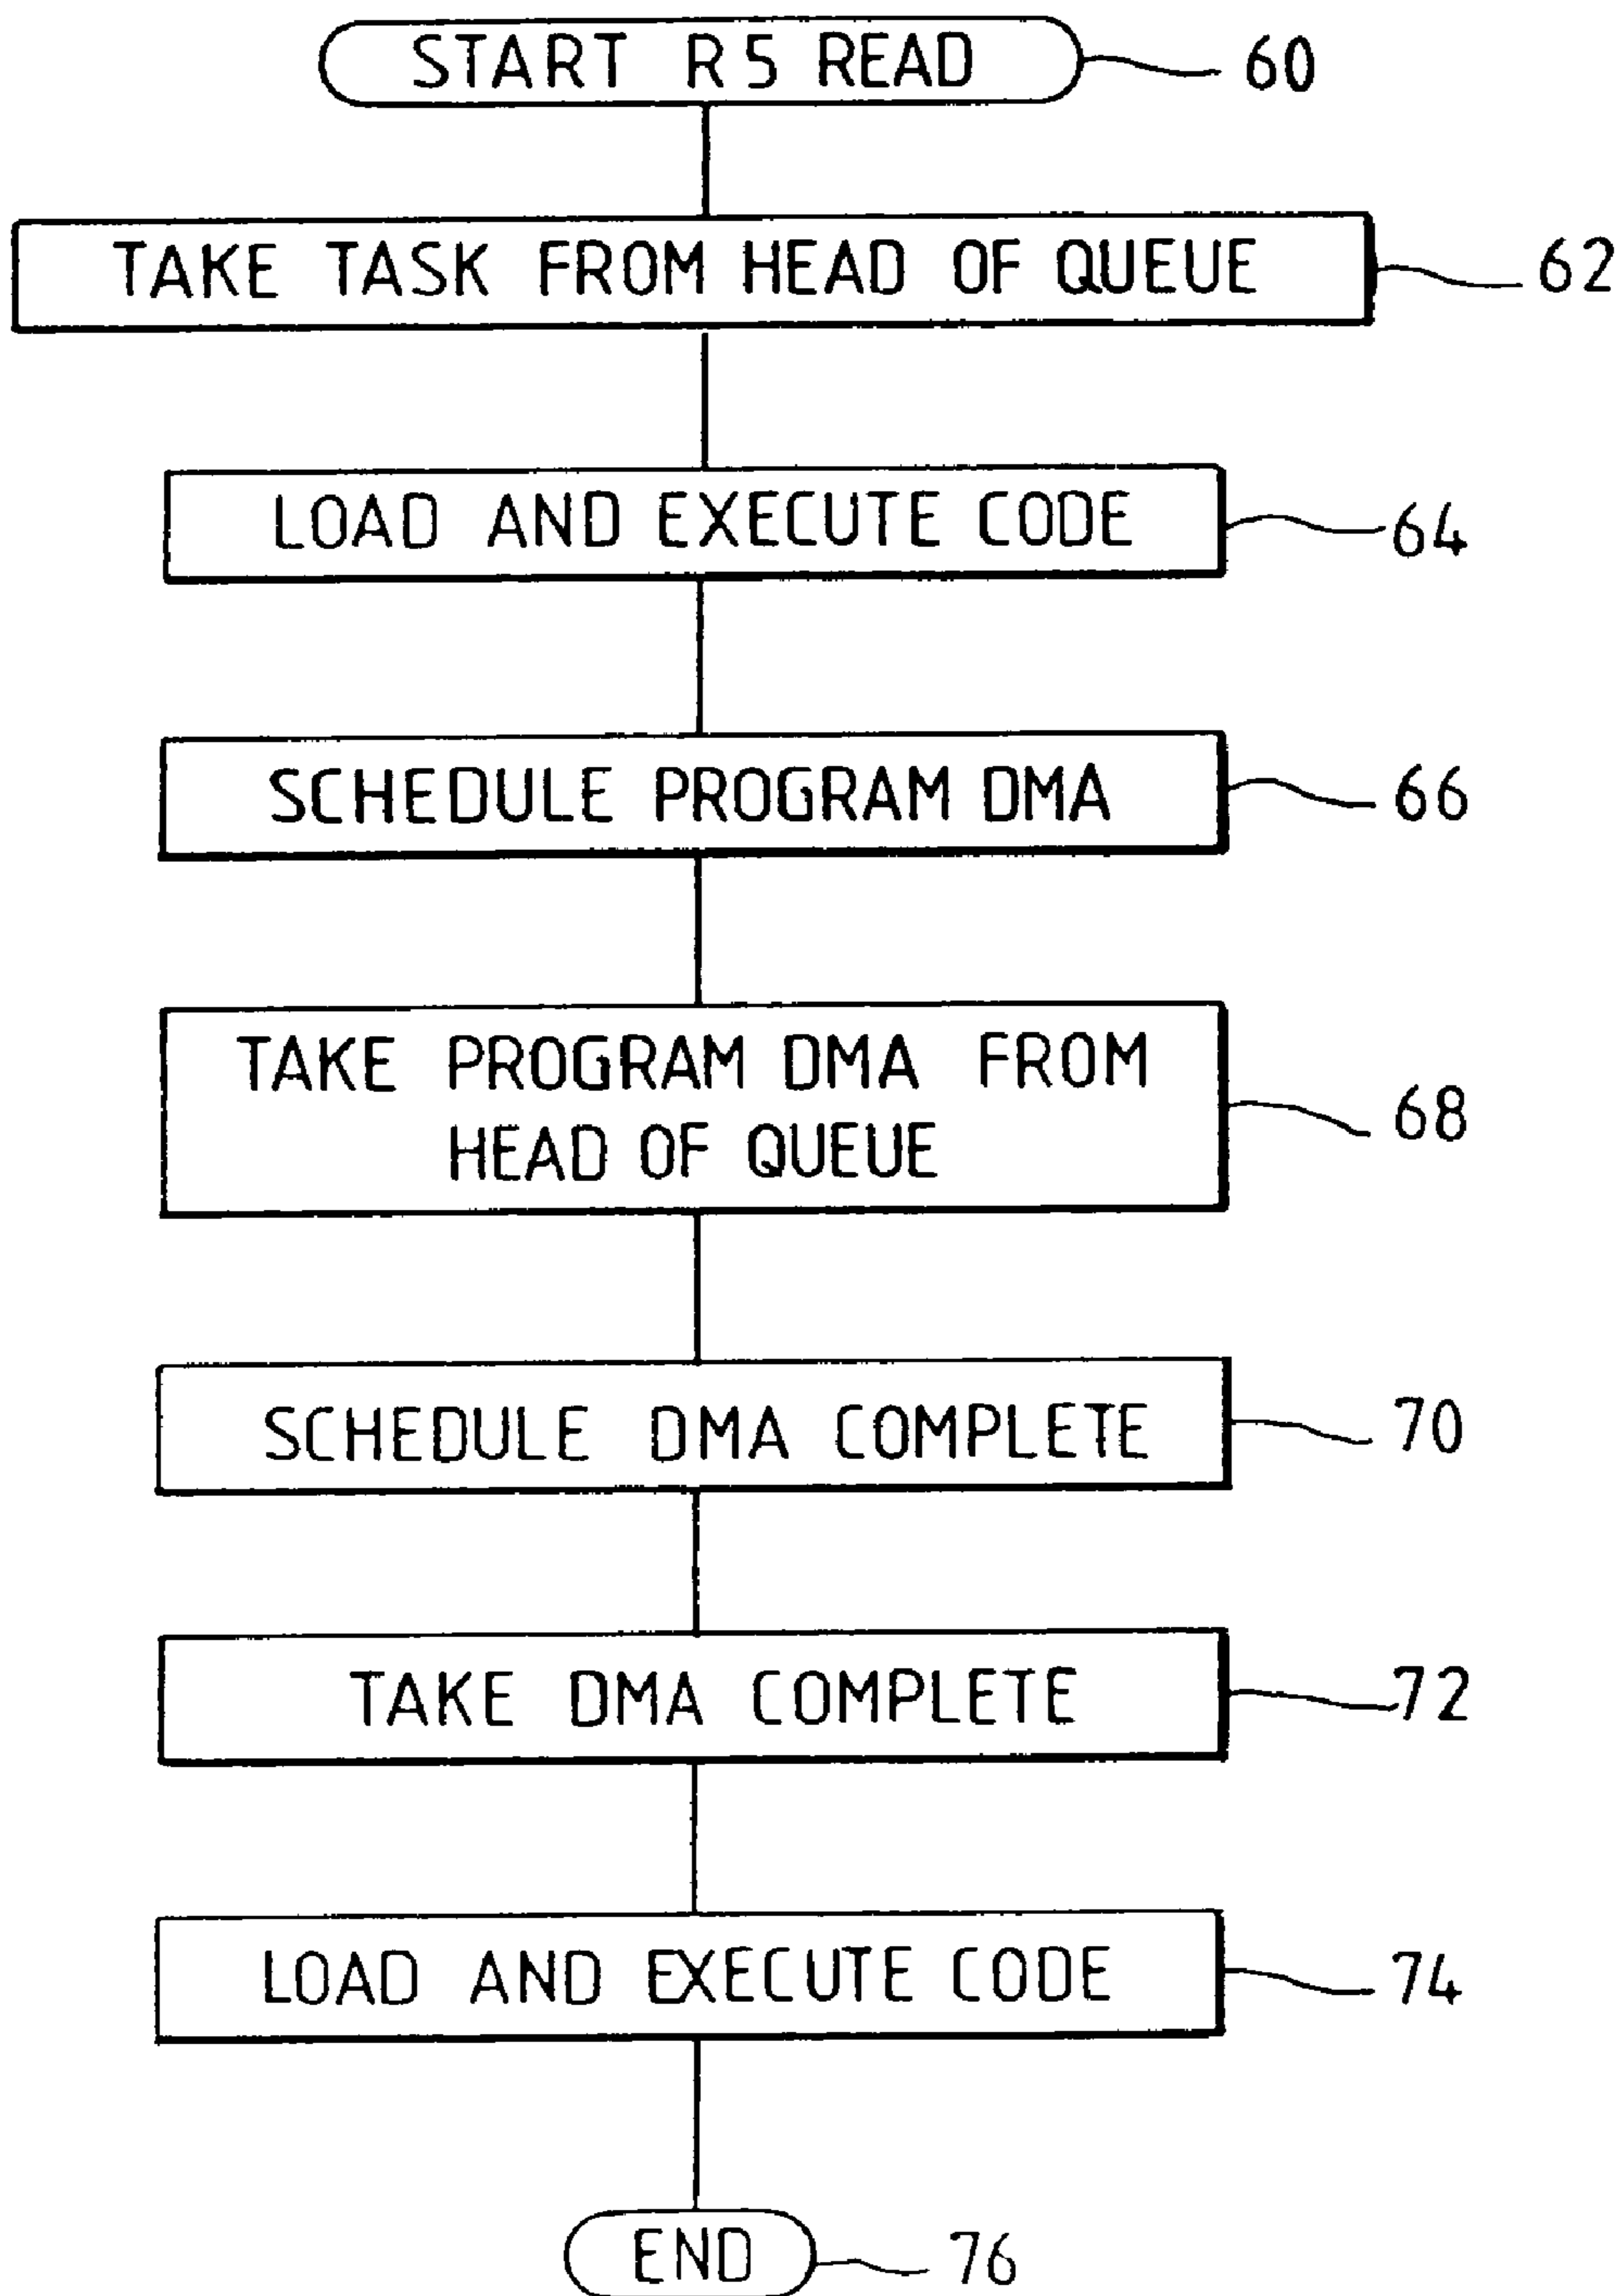 START R5 READ 60
TAKE TASK FROM HEAD OF QUEUE 62
LOAD AND EXECUTE CODE 64
SCHEDULE PROGRAM DMA 66
TAKE PROGRAM DMA FROM
HEAD OF QUEUE 68
SCHEDULE DMA COMPLETE 70
TAKE DMA COMPLETE 72
LOAD AND EXECUTE CODE 74
END 76